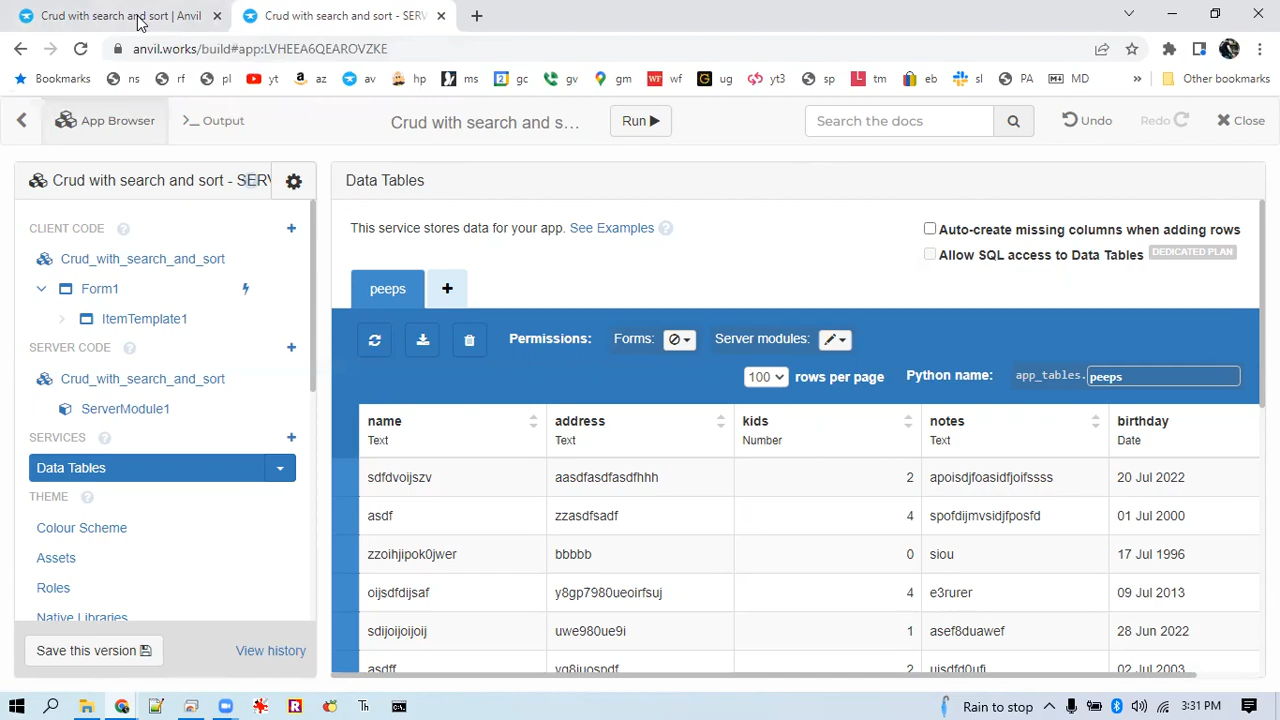 Crud with search and sort | Anvil
Crud with search and sort - SERV
anvil.works/build#app:LVHEEA6QEAROVZKE
Bookmarks ns rf pl yt az av hp ms gc gv gm wf ug yt3 sp tm eb sl PA MD » Other bookmarks
App Browser
Output
Crud with search and s...
Run
Search the docs
Undo
Redo
Close
Crud with search and sort - SERV
CLIENT CODE ?
Crud_with_search_and_sort
Form1
ItemTemplate1
SERVER CODE ?
Crud_with_search_and_sort
ServerModule1
SERVICES ?
Data Tables
THEME ?
Colour Scheme
Assets
Roles
Native Libraries
Save this version
View history
Data Tables
This service stores data for your app. See Examples ?
Auto-create missing columns when adding rows
Allow SQL access to Data Tables DEDICATED PLAN
peeps +
Permissions: Forms: Server modules:
100 rows per page Python name: app_tables. peeps
name address kids notes birthday
Text Text Number Text Date
sdfdvoijszv aasdfasdfasdfhhh 2 apoisdjfoasidfjoifssss 20 Jul 2022
asdf zzasdfsadf 4 spofdijmvsidjfposfd 01 Jul 2000
zzoihjipok0jwer bbbbb 0 siou 17 Jul 1996
oijsdfdijsaf y8gp7980ueoirfsuj 4 e3rurer 09 Jul 2013
sdijoijoijoij uwe980ue9i 1 asef8duawef 28 Jun 2022
asdff 2 02 Jul 2003
Rain to stop
3:31 PM